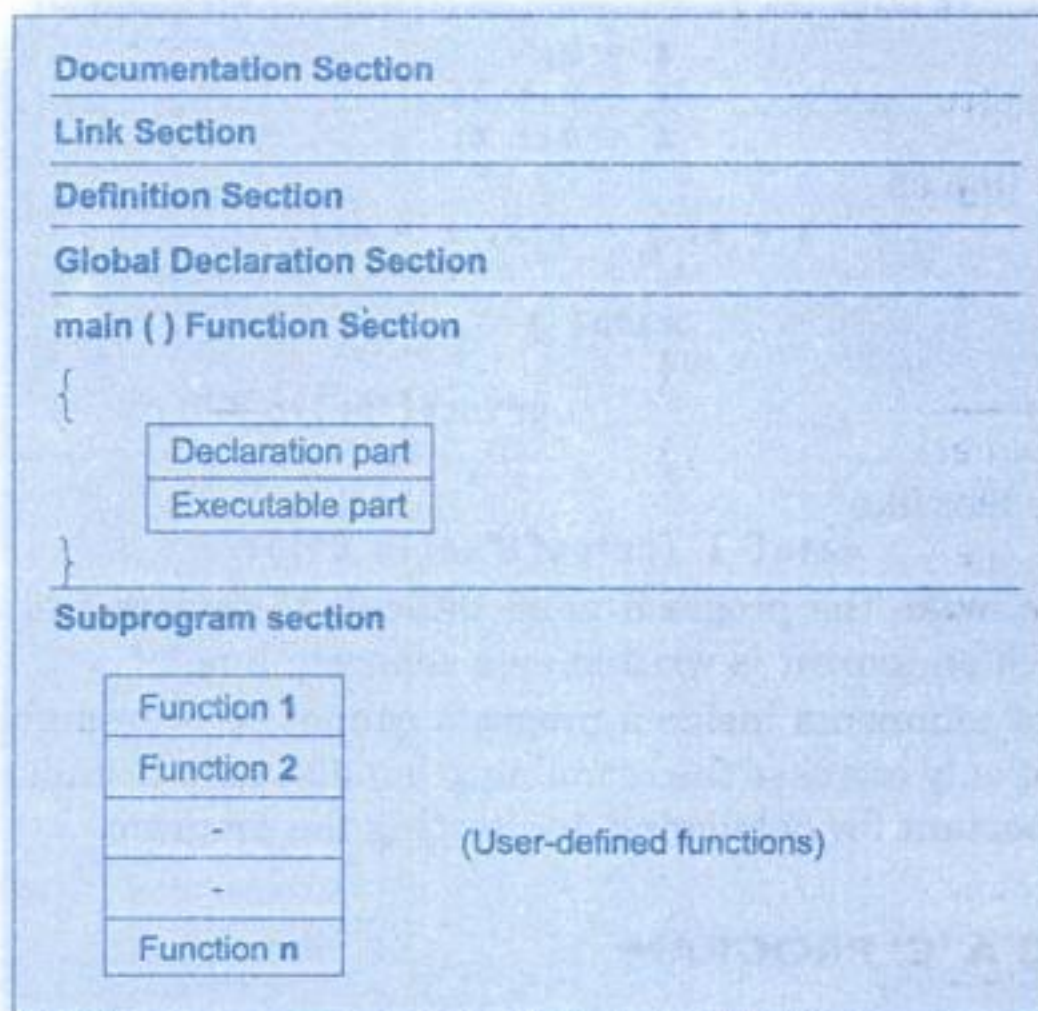 Documentation Section
Link Section
Definition Section
Global Declaration Section
main ( ) Function Section
{
Declaration part
Executable part
}
Subprogram section
Function 1
Function 2
-
-
Function n
(User-defined functions)